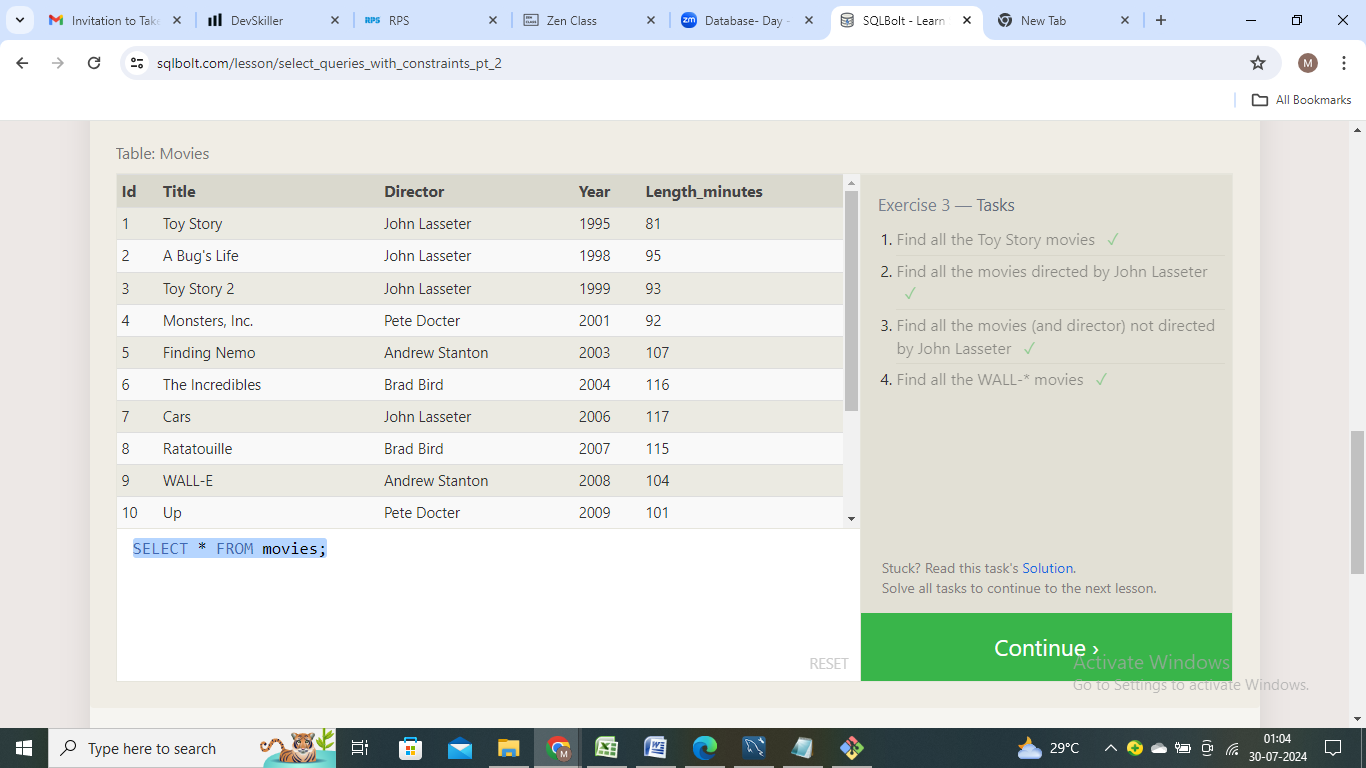 Invitation to Take
DevSkiller
RPS RPS
Zen Class
zm Database- Day -
SQLBolt - Learn
New Tab
sqlbolt.com/lesson/select_queries_with_constraints_pt_2
M
All Bookmarks
Table: Movies
Id Title Director Year Length_minutes
1 Toy Story John Lasseter 1995 81
2 A Bug's Life John Lasseter 1998 95
3 Toy Story 2 John Lasseter 1999 93
4 Monsters, Inc. Pete Docter 2001 92
5 Finding Nemo Andrew Stanton 2003 107
6 The Incredibles Brad Bird 2004 116
7 Cars John Lasseter 2006 117
8 Ratatouille Brad Bird 2007 115
9 WALL-E Andrew Stanton 2008 104
10 Up Pete Docter 2009 101
SELECT * FROM movies;
RESET
Exercise 3 — Tasks
1. Find all the Toy Story movies ✓
2. Find all the movies directed by John Lasseter
✓
3. Find all the movies (and director) not directed
by John Lasseter ✓
4. Find all the WALL-* movies ✓
Stuck? Read this task's Solution.
Solve all tasks to continue to the next lesson.
Continue ›
Activate Windows
Go to Settings to activate Windows.
Type here to search
29°C
01:04
30-07-2024